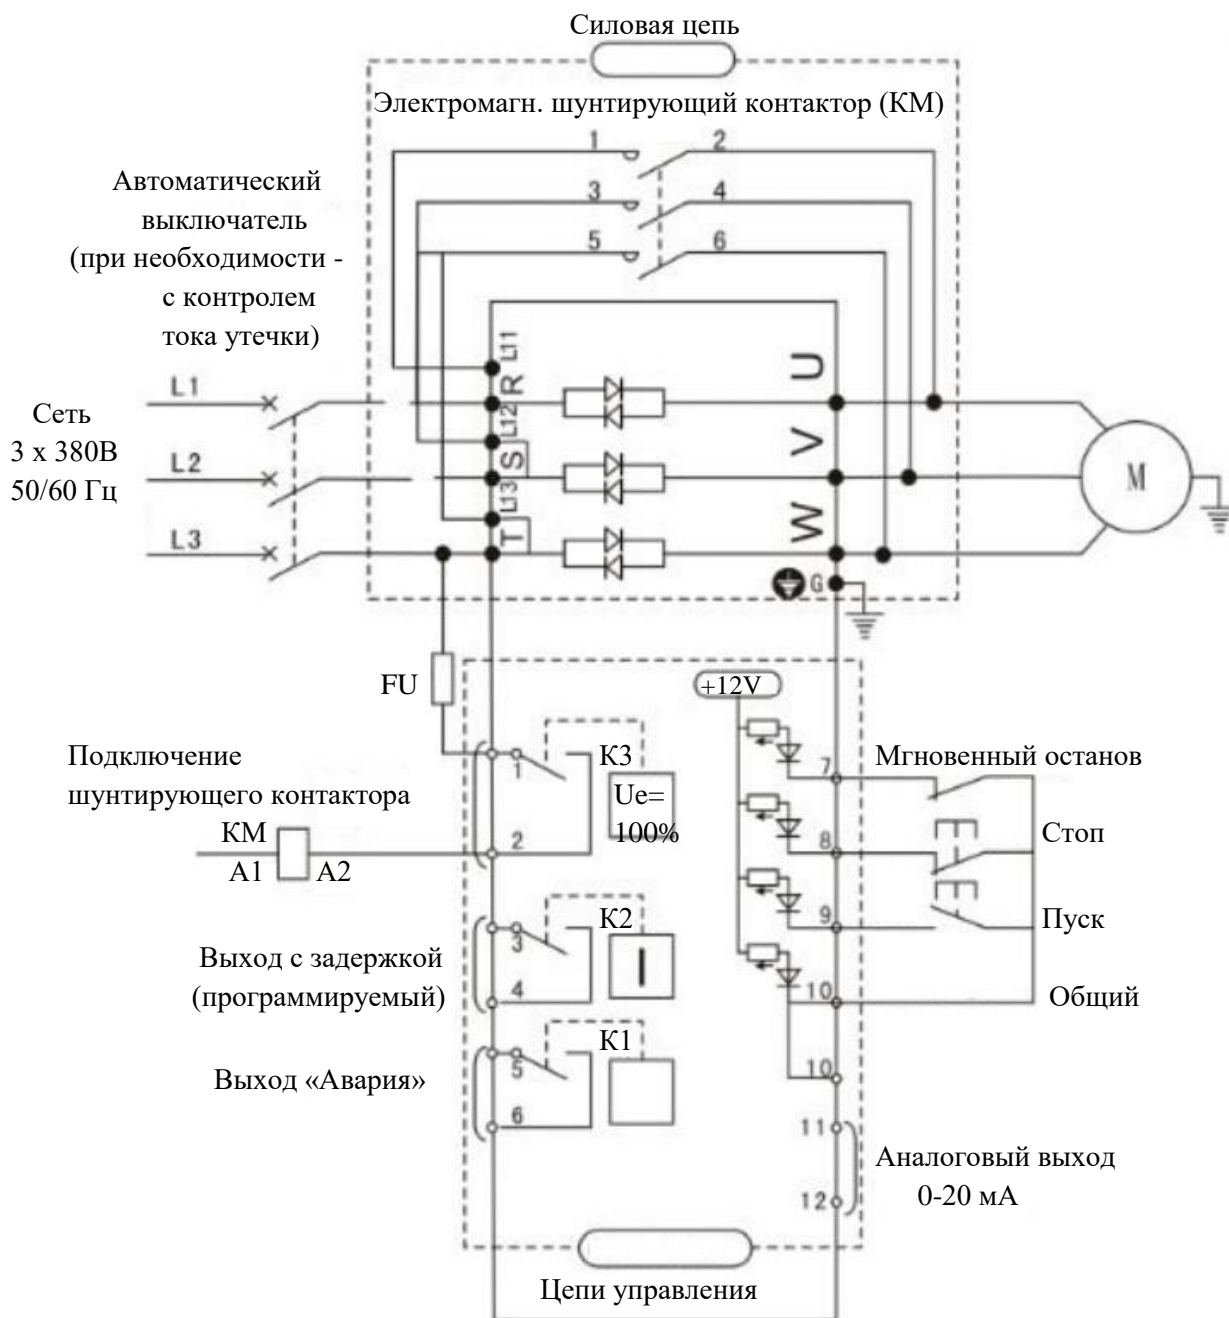 Силовая цепь
Электромагн. шунтирующий контактор (КМ)
1 2
3 4
5 6
Автоматический
выключатель
(при необходимости -
с контролем
тока утечки)
Сеть
3 х 380В
50/60 Гц
L1
L2
L3
L11
R
L12
S
L13
T
U
V
W
G
M
FU
+12V
Подключение
шунтирующего контактора
КМ
А1 А2
1
2
К3
Ue=
100%
Выход с задержкой
(программируемый)
3
4
К2
I
Выход «Авария»
5
6
К1
7
Мгновенный останов
8
Стоп
9
Пуск
10
Общий
10
11
12
Аналоговый выход
0-20 мА
Цепи управления